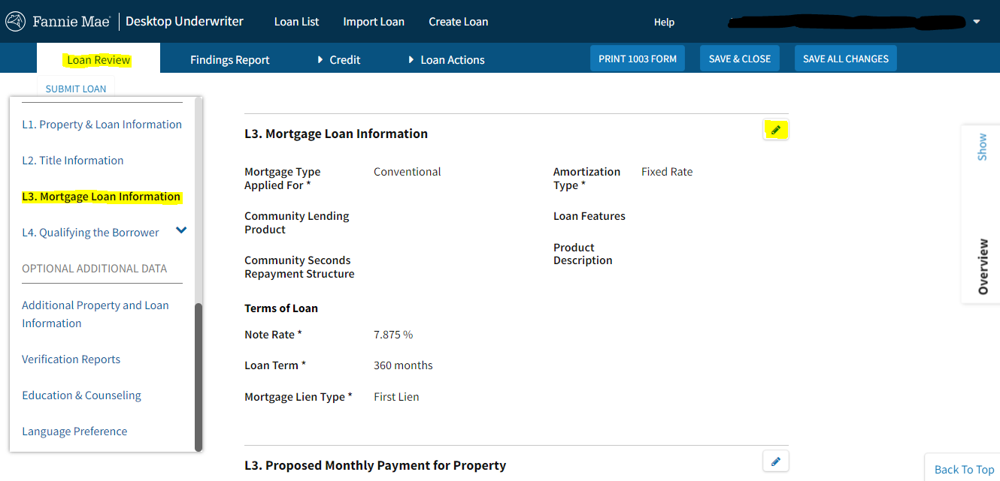 Fannie Mae Desktop Underwriter Loan List Import Loan Create Loan Help
Loan Review Findings Report Credit Loan Actions PRINT 1003 FORM SAVE & CLOSE SAVE ALL CHANGES
SUBMIT LOAN
L1. Property & Loan Information
L2. Title Information
L3. Mortgage Loan Information
L4. Qualifying the Borrower
OPTIONAL ADDITIONAL DATA
Additional Property and Loan
Information
Verification Reports
Education & Counseling
Language Preference
L3. Mortgage Loan Information
Mortgage Type
Applied For *
Conventional
Amortization
Type *
Fixed Rate
Community Lending
Product
Loan Features
Community Seconds
Repayment Structure
Product
Description
Terms of Loan
Note Rate * 7.875 %
Loan Term * 360 months
Mortgage Lien Type * First Lien
L3. Proposed Monthly Payment for Property
Show
Overview
Back To Top